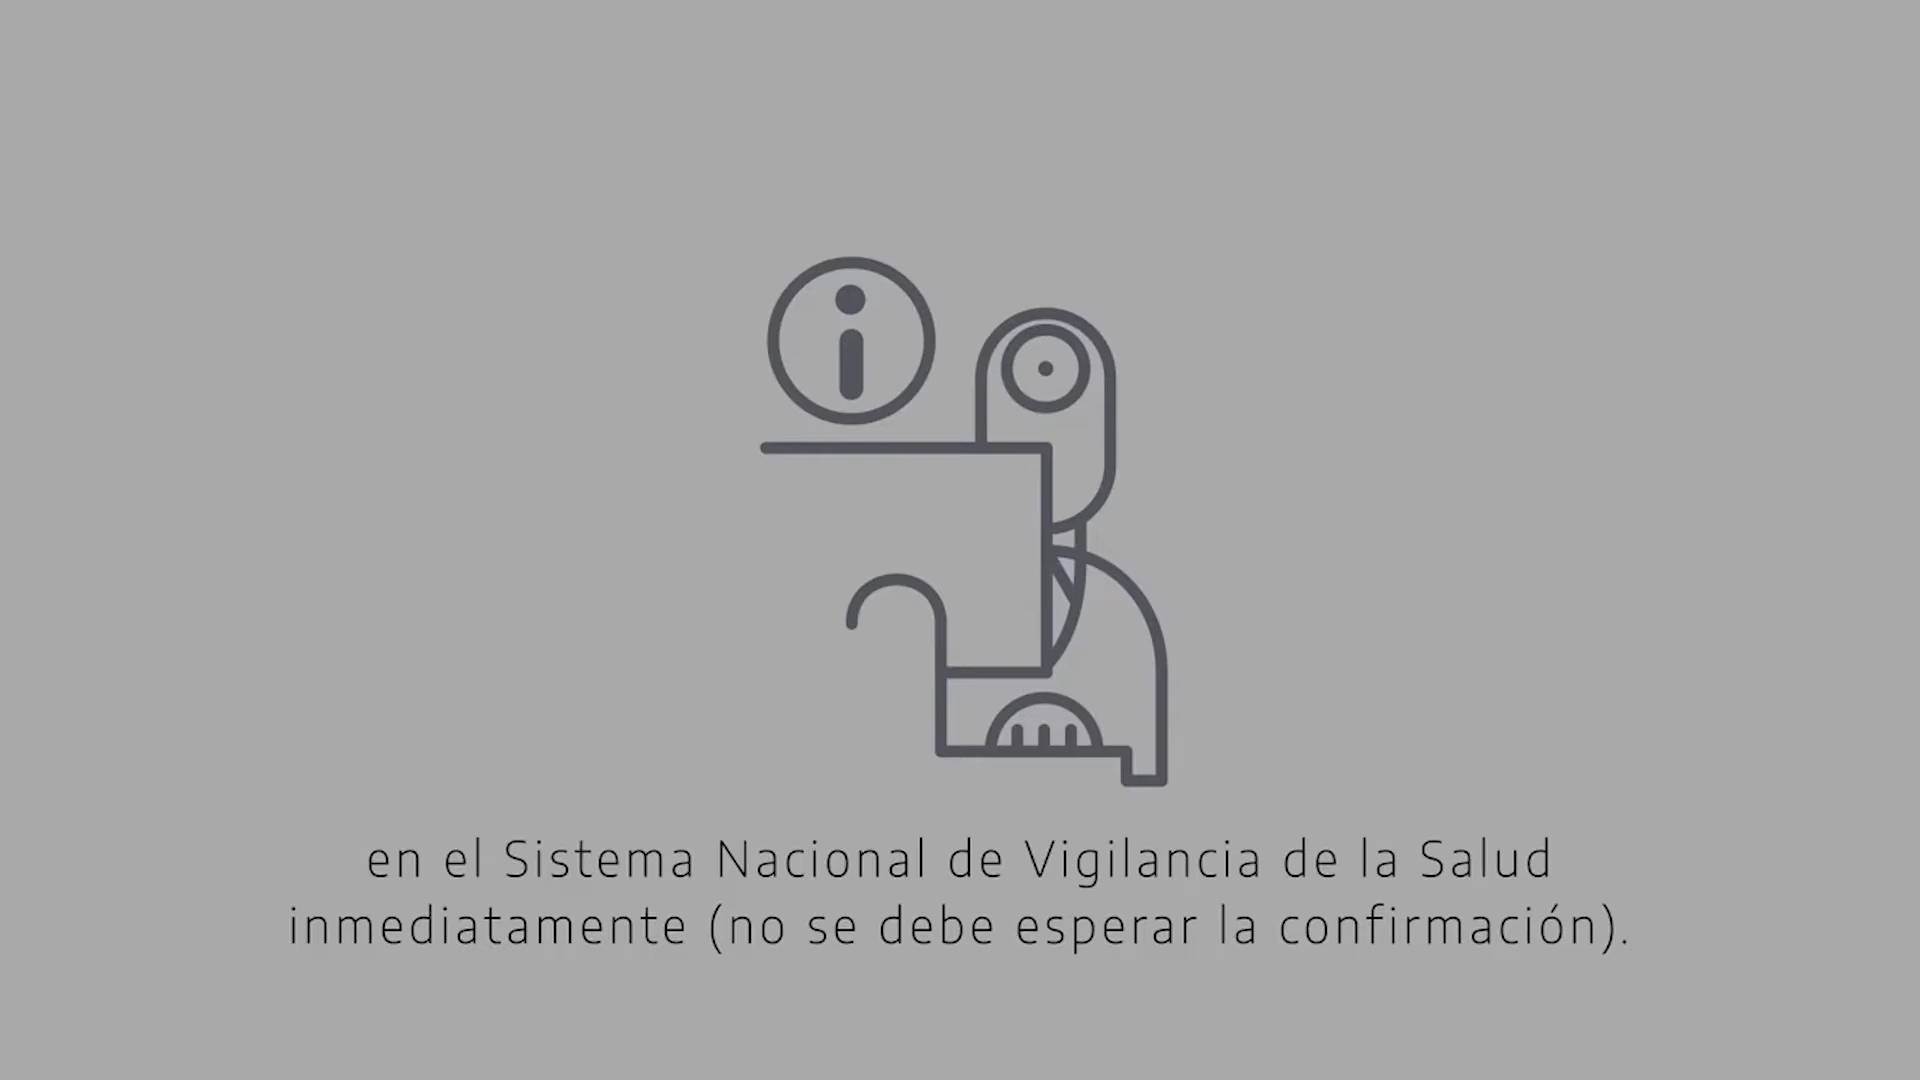 en el Sistema Nacional de Vigilancia de la Salud
inmediatamente (no se debe esperar la confirmación).